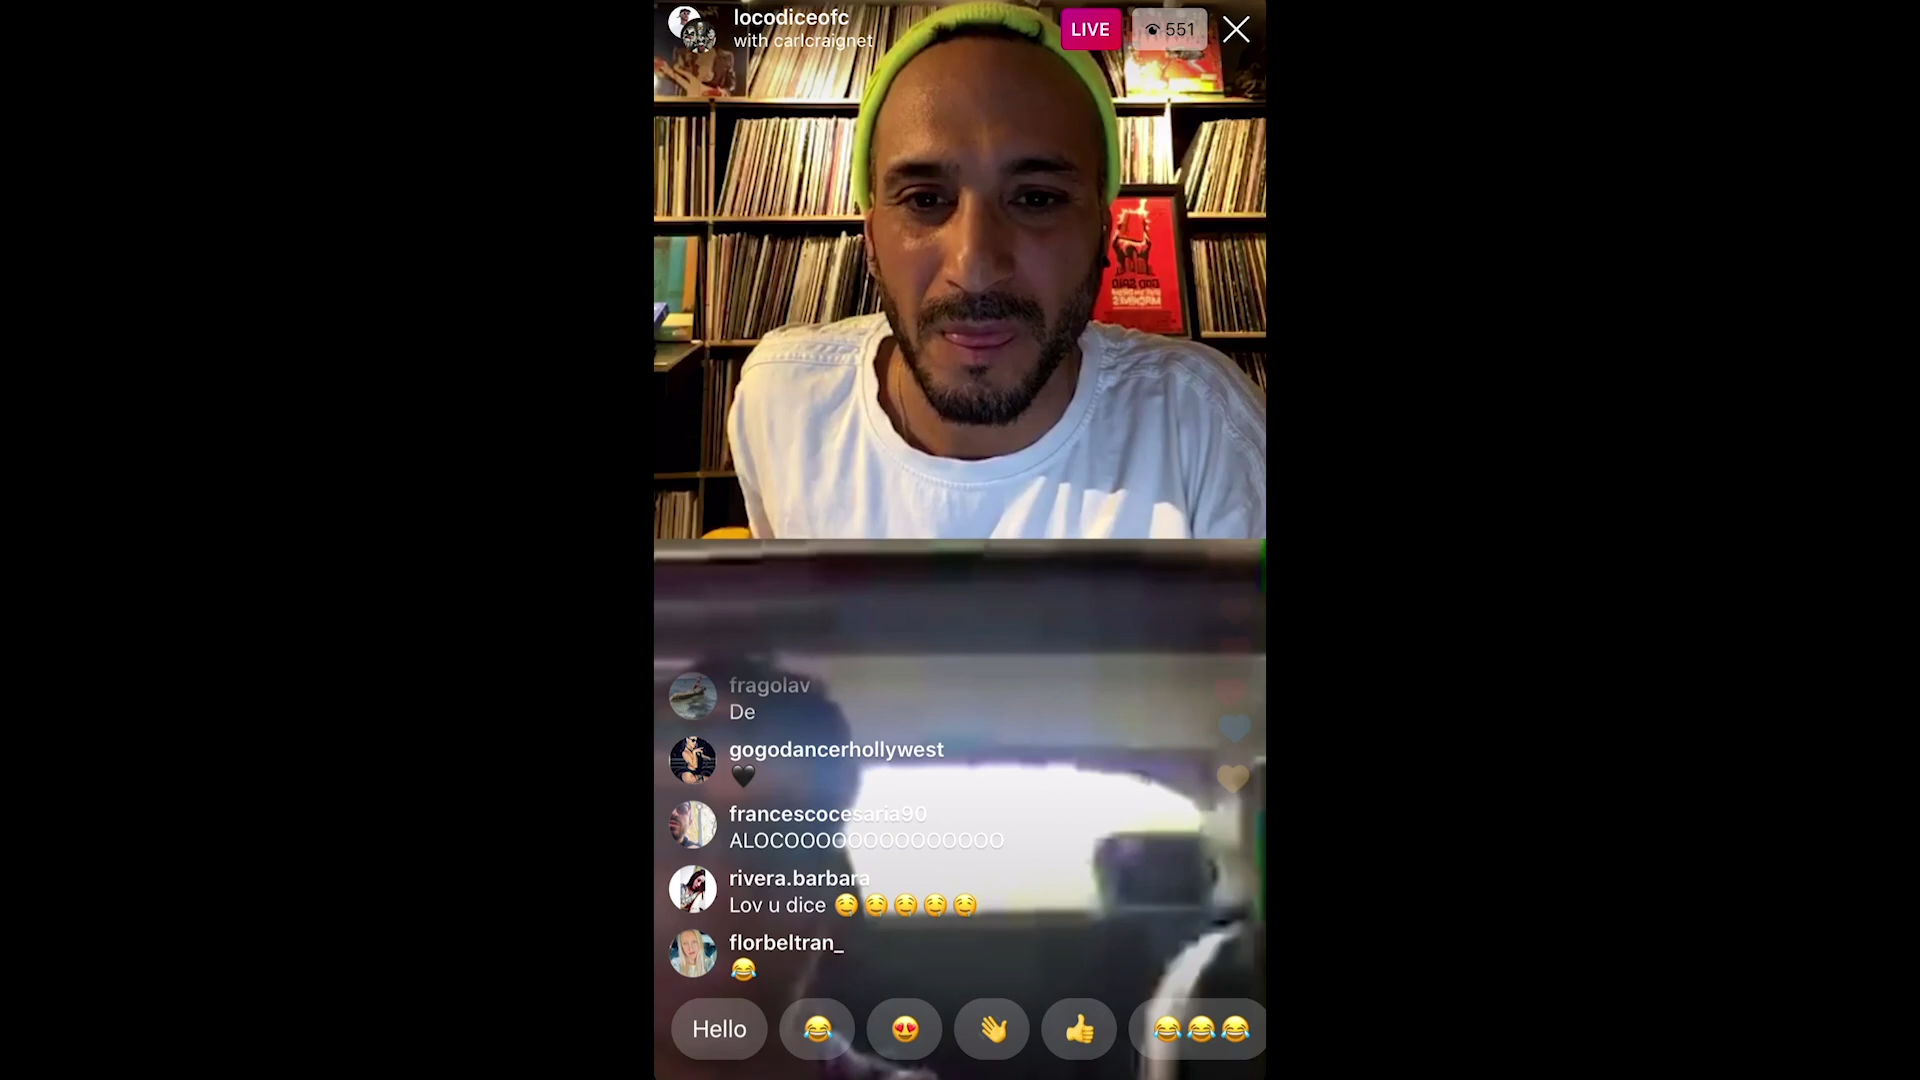 locodiceofc
with carlcraignet
LIVE
551
fragolav
De
gogodancerhollywest
🖤
francescocesaria90
ALOCOOOOOOOOOOOOOO
rivera.barbara
Lov u dice 🤤🤤🤤🤤🤤
florbeltran_
😂
Hello 😂 😍 👋 👍 😂😂😂